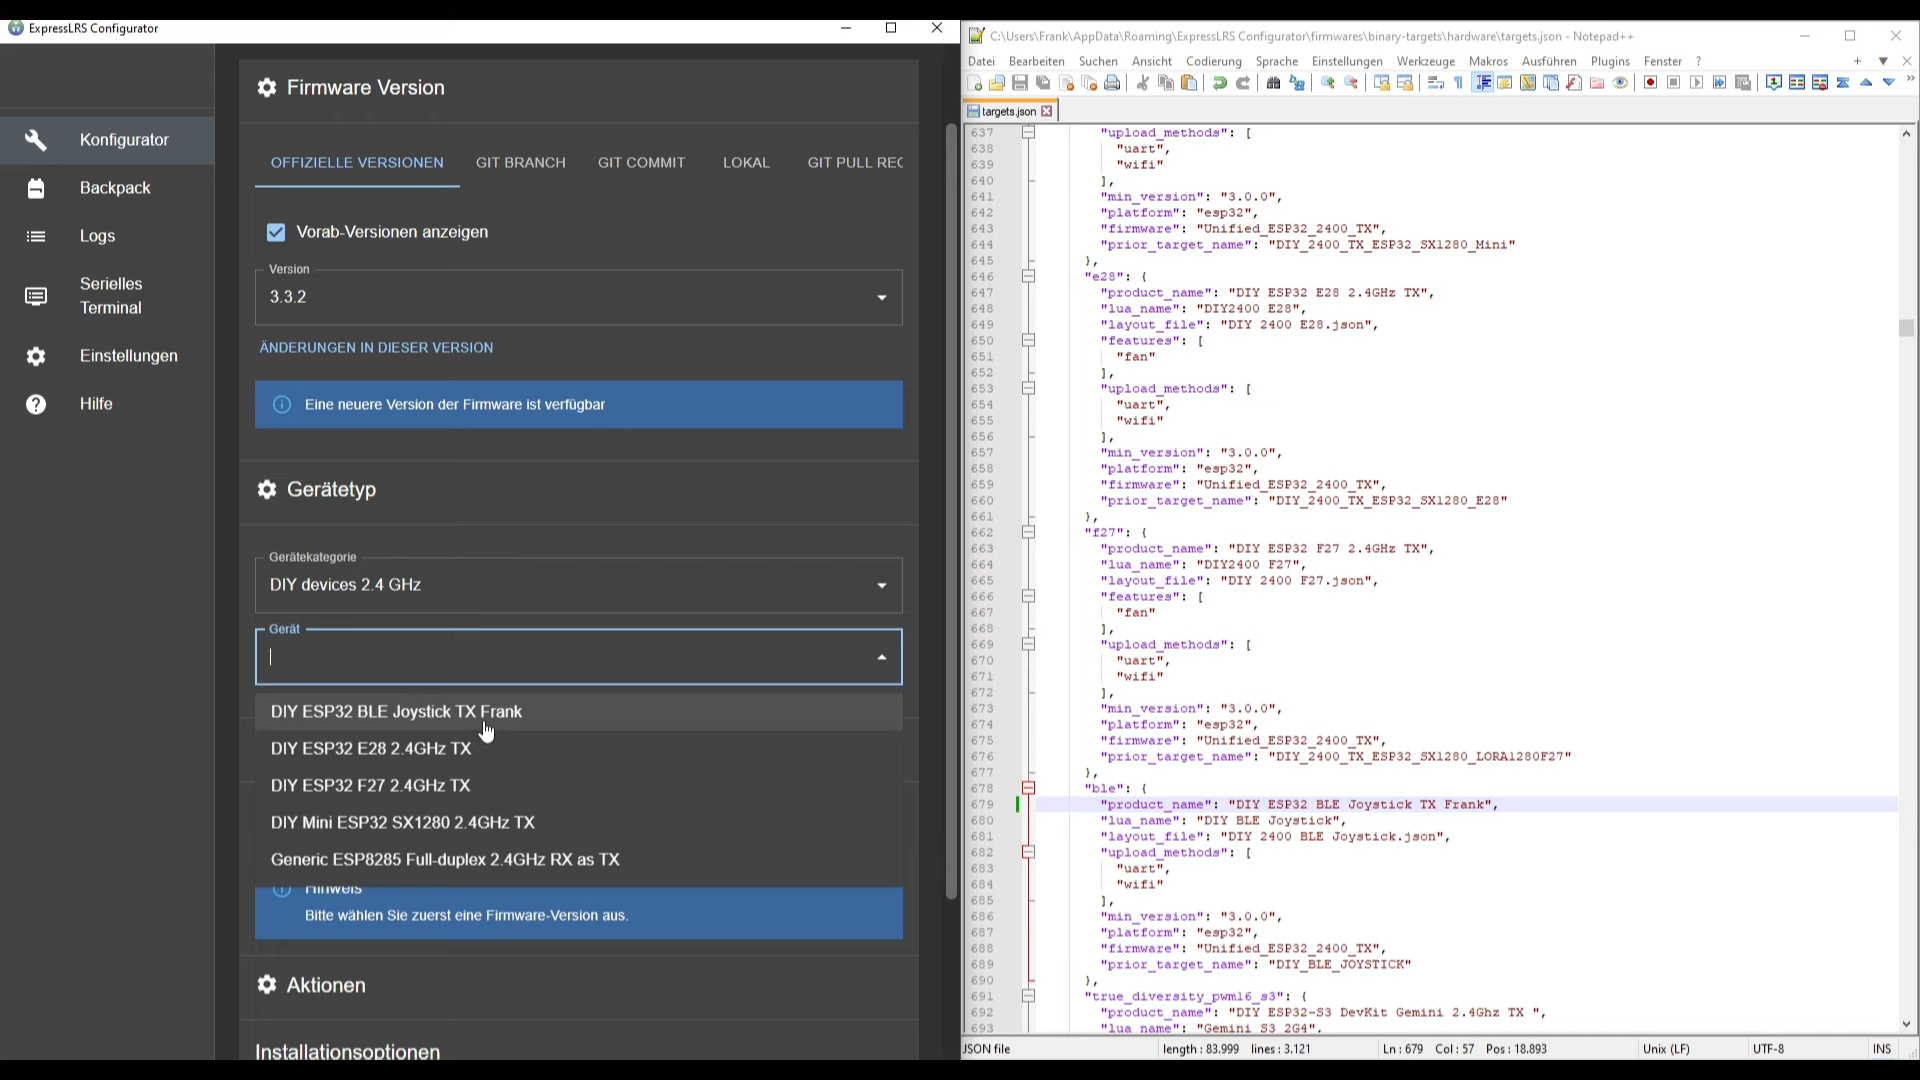 ExpressLRS Configurator
Konfigurator
Backpack
Logs
Serielles
Terminal
Einstellungen
Hilfe
Firmware Version
OFFIZIELLE VERSIONEN GIT BRANCH GIT COMMIT LOKAL GIT PULL REC
Vorab-Versionen anzeigen
Version
3.3.2
ÄNDERUNGEN IN DIESER VERSION
Eine neuere Version der Firmware ist verfügbar
Gerätetyp
Gerätekategorie
DIY devices 2.4 GHz
Gerät
DIY ESP32 BLE Joystick TX Frank
DIY ESP32 E28 2.4GHz TX
DIY ESP32 F27 2.4GHz TX
DIY Mini ESP32 SX1280 2.4GHz TX
Generic ESP8285 Full-duplex 2.4GHz RX as TX
Hinweis
Bitte wählen Sie zuerst eine Firmware-Version aus.
Aktionen
Installationsoptionen
C:\Users\Frank\AppData\Roaming\ExpressLRS Configurator\firmwares\binary-targets\hardware\targets.json - Notepad++
Datei Bearbeiten Suchen Ansicht Codierung Sprache Einstellungen Werkzeuge Makros Ausführen Plugins Fenster ?
targets.json
637 "upload_methods": [
638 "uart",
639 "wifi"
640 ],
641 "min_version": "3.0.0",
642 "platform": "esp32",
643 "firmware": "Unified_ESP32_2400_TX",
644 "prior_target_name": "DIY_2400_TX_ESP32_SX1280_Mini"
645 },
646 "e28": {
647 "product_name": "DIY ESP32 E28 2.4GHz TX",
648 "lua_name": "DIY2400 E28",
649 "layout_file": "DIY 2400 E28.json",
650 "features": [
651 "fan"
652 ],
653 "upload_methods": [
654 "uart",
655 "wifi"
656 ],
657 "min_version": "3.0.0",
658 "platform": "esp32",
659 "firmware": "Unified_ESP32_2400_TX",
660 "prior_target_name": "DIY_2400_TX_ESP32_SX1280_E28"
661 },
662 "f27": {
663 "product_name": "DIY ESP32 F27 2.4GHz TX",
664 "lua_name": "DIY2400 F27",
665 "layout_file": "DIY 2400 F27.json",
666 "features": [
667 "fan"
668 ],
669 "upload_methods": [
670 "uart",
671 "wifi"
672 ],
673 "min_version": "3.0.0",
674 "platform": "esp32",
675 "firmware": "Unified_ESP32_2400_TX",
676 "prior_target_name": "DIY_2400_TX_ESP32_SX1280_LORA1280F27"
677 },
678 "ble": {
679 "product_name": "DIY ESP32 BLE Joystick TX Frank",
680 "lua_name": "DIY BLE Joystick",
681 "layout_file": "DIY 2400 BLE Joystick.json",
682 "upload_methods": [
683 "uart",
684 "wifi"
685 ],
686 "min_version": "3.0.0",
687 "platform": "esp32",
688 "firmware": "Unified_ESP32_2400_TX",
689 "prior_target_name": "DIY_BLE_JOYSTICK"
690 },
691 "true_diversity_pwm16_s3": {
692 "product_name": "DIY ESP32-S3 DevKit Gemini 2.4Ghz TX ",
693 "lua_name": "Gemini S3 2G4",
JSON file length : 83.999 lines : 3.121 Ln : 679 Col : 57 Pos : 18.893 Unix (LF) UTF-8 INS